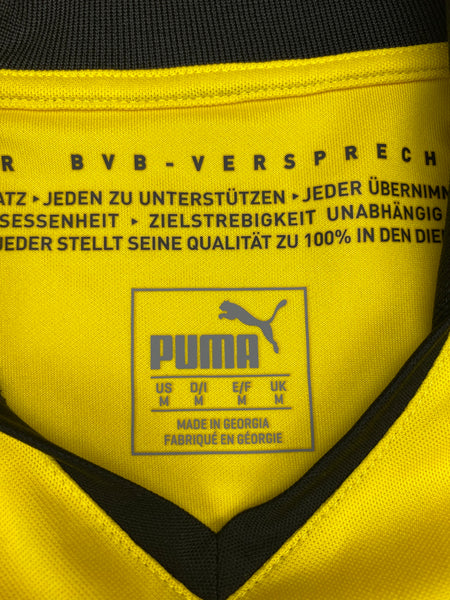 R BVB-VERSPRECH
ATZ ▸ JEDEN ZU UNTERSTÜTZEN ▸ JEDER ÜBERNIMM
SESSENHEIT ▸ ZIELSTREBIGKEIT UNABHÄNGIG
JEDER STELLT SEINE QUALITÄT ZU 100% IN DEN DIE
PUMA
US D/I E/F UK
M M M M
MADE IN GEORGIA
FABRIQUÉ EN GÉORGIE